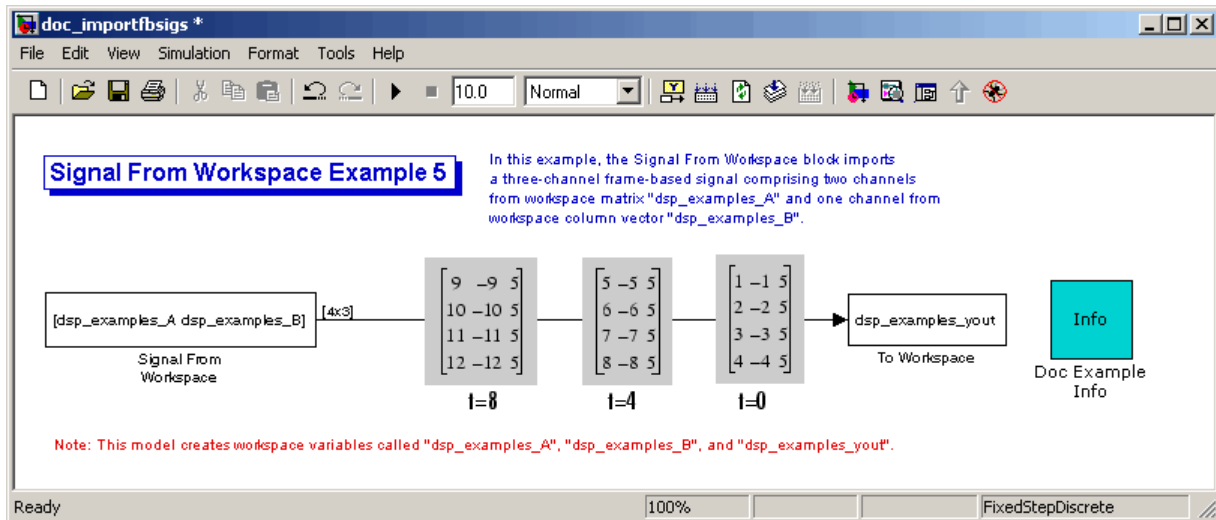 doc_importfbsigs *
File Edit View Simulation Format Tools Help
10.0 Normal
Signal From Workspace Example 5
In this example, the Signal From Workspace block imports
a three-channel frame-based signal comprising two channels
from workspace matrix "dsp_examples_A" and one channel from
workspace column vector "dsp_examples_B".
[dsp_examples_A dsp_examples_B]
[4x3]
Signal From
Workspace
9 -9 5
10 -10 5
11 -11 5
12 -12 5
t=8
5 -5 5
6 -6 5
7 -7 5
8 -8 5
t=4
1 -1 5
2 -2 5
3 -3 5
4 -4 5
t=0
dsp_examples_yout
To Workspace
Info
Doc Example
Info
Note: This model creates workspace variables called "dsp_examples_A", "dsp_examples_B", and "dsp_examples_yout".
Ready 100% FixedStepDiscrete